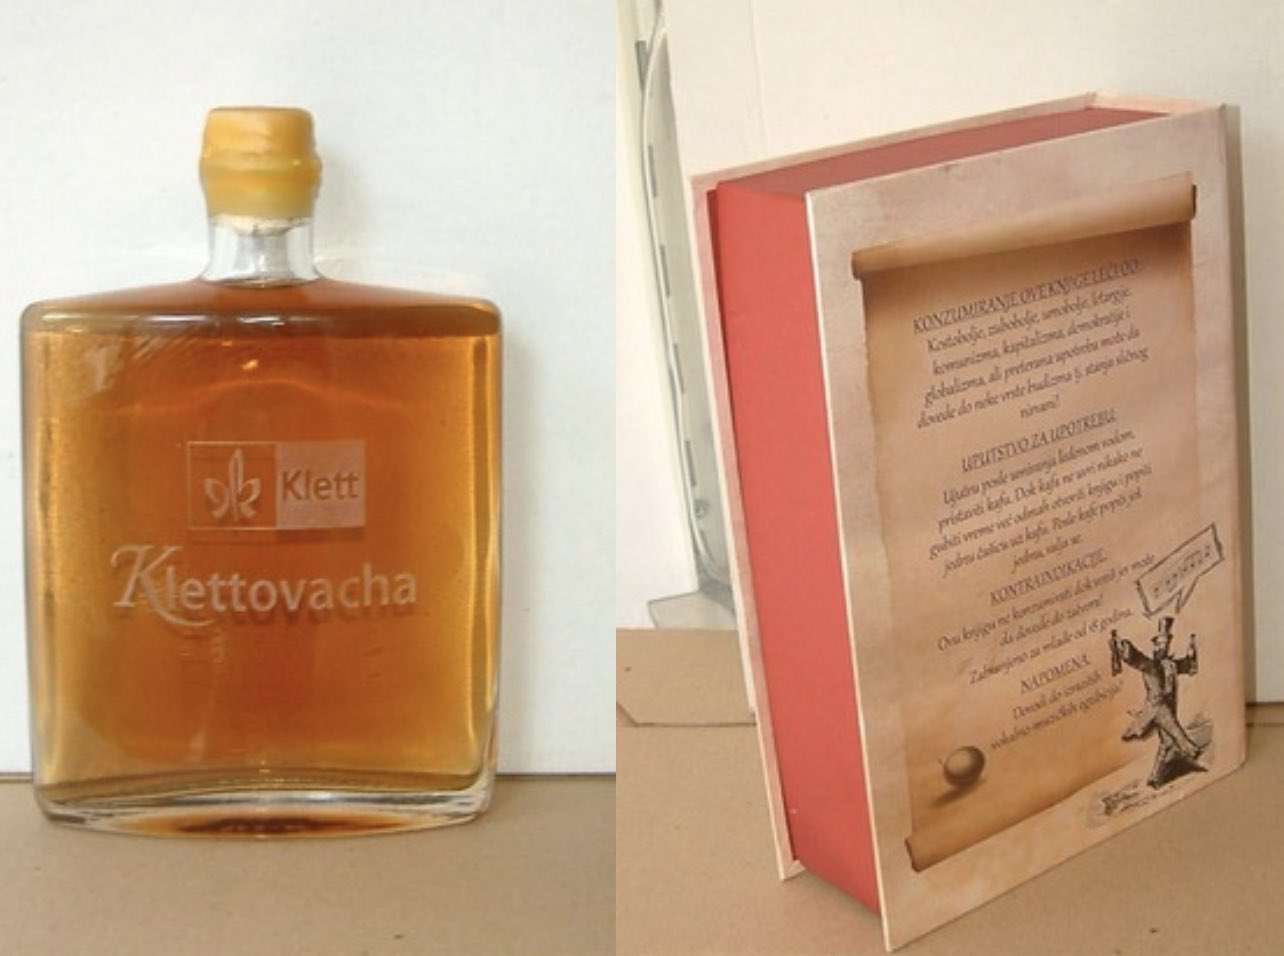 Klett
Klettovacha
KONZUMIRANJE OVE KNJIGE LEČI OD:
Kostobolje, zubobolje, umobolje, letargije,
komunizma, kapitalizma, demokratije i
globalizma, ali preterana upotreba može da
dovede do neke vrste budizma tj. stanja sličnog
nirvani!
UPUTSTVO ZA UPOTREBU:
Ujutru posle umivanja ledenom vodom,
pristaviti kafu. Dok kafa ne uvri nikako ne
gubiti vreme već odmah otvoriti knjigu i popiti
jednu čašicu uz kafu. Posle kafe popiti još
jednu, valja se.
KONTRAINDIKACIJE:
Ovu knjigu ne konzumirati dok voziš jer može
da dovede do zatvora!
Zabranjeno za mlađe od 18 godina.
NAPOMENA:
Dovodi do iznenadnih
vokalno-muzičkih egzibicija!